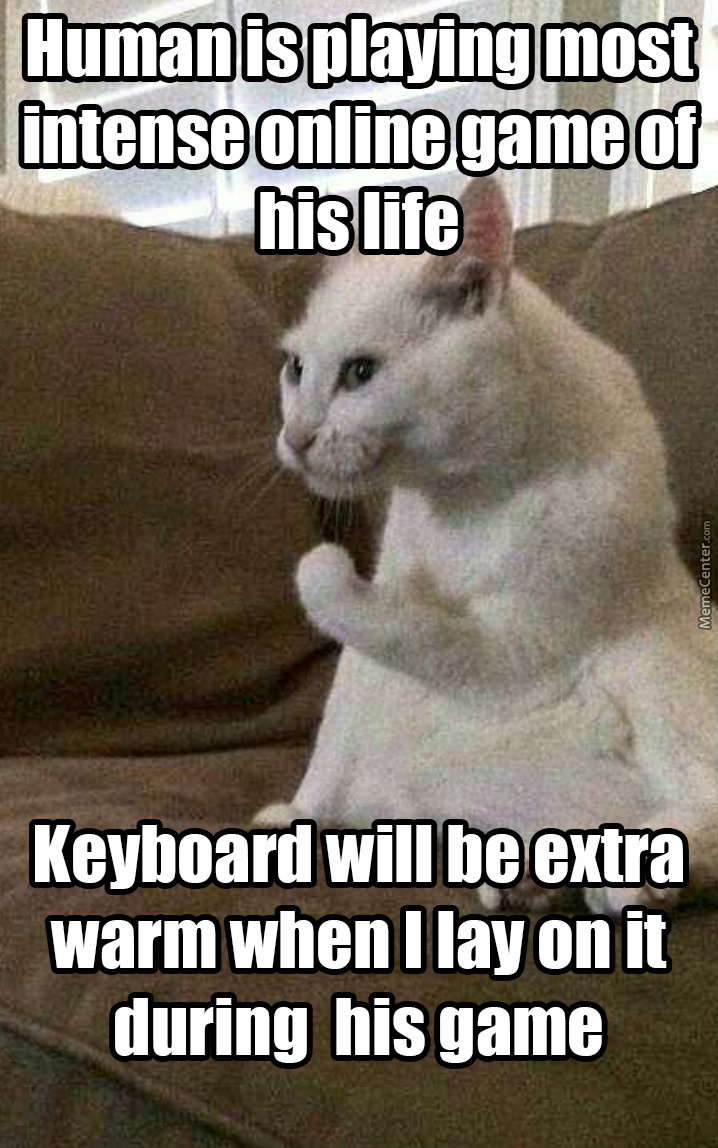 Human is playing most
intense online game of
his life
MemeCenter.com
Keyboard will be extra
warm when I lay on it
during  his game